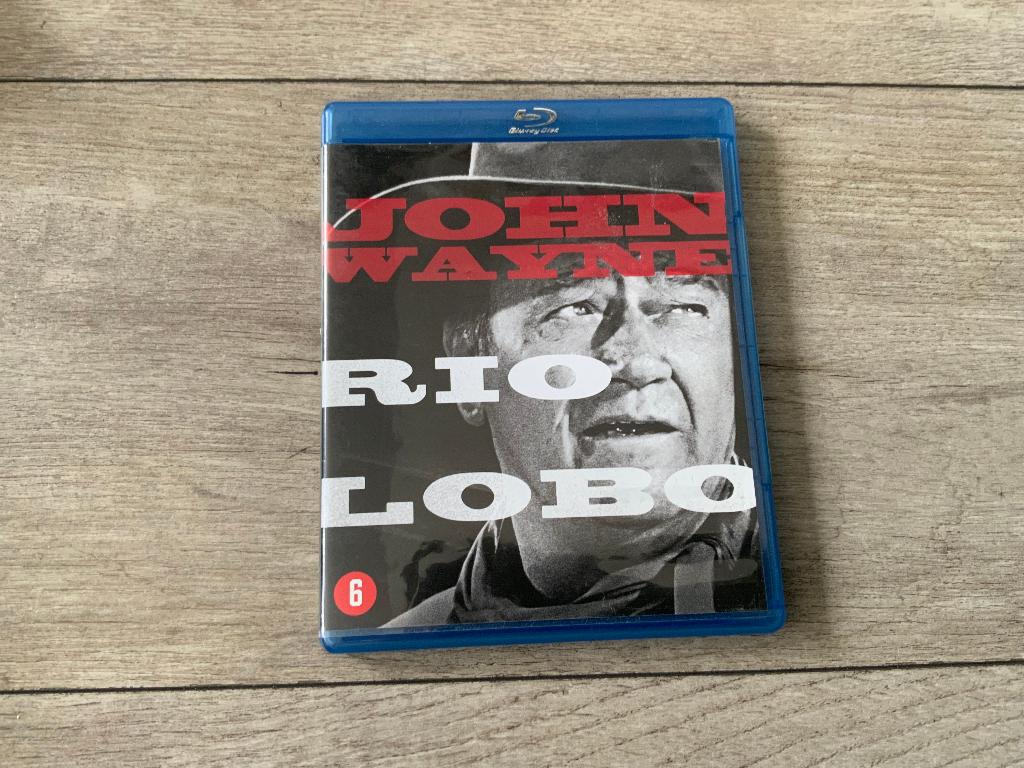 Blu-ray Disc
JOHN
WAYNE
RIO
LOBO
6